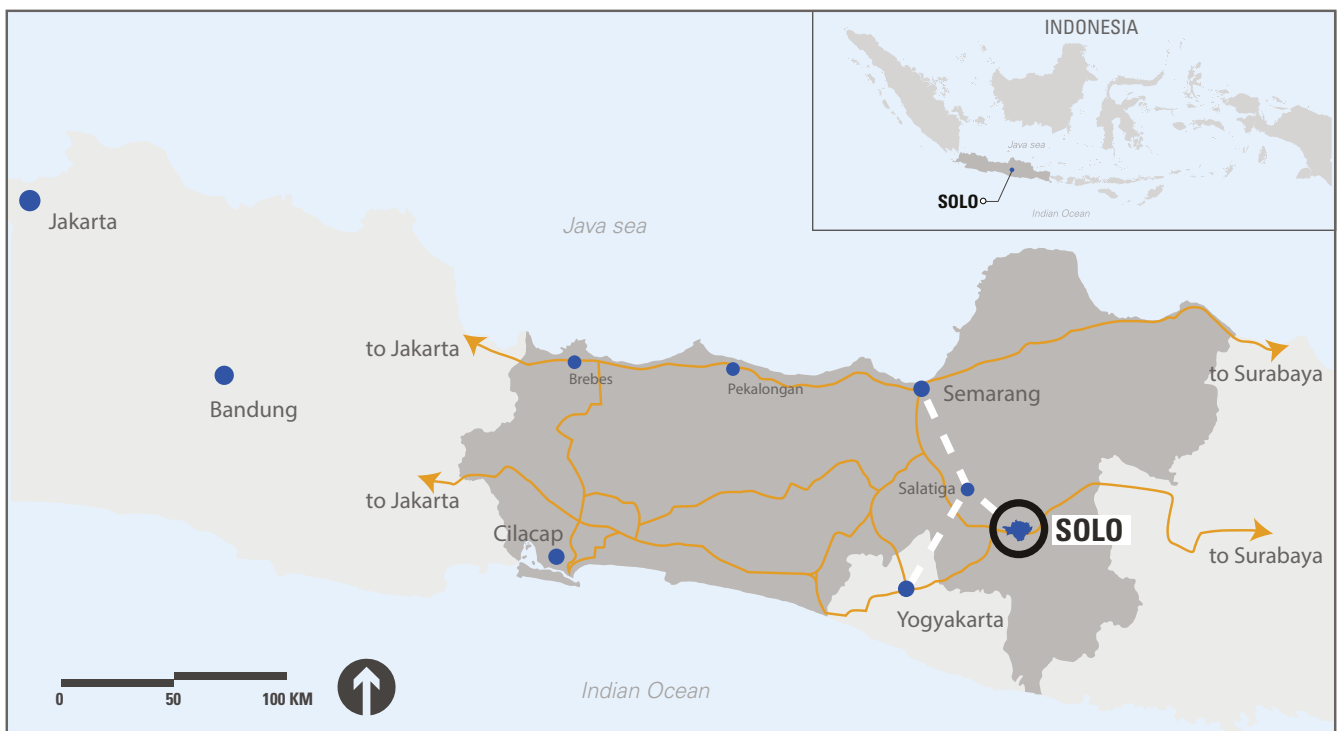 INDONESIA
Java sea
SOLO
Indian Ocean
Jakarta
Java sea
to Jakarta
Brebes
Pekalongan
Semarang
to Surabaya
Bandung
to Jakarta
Salatiga
SOLO
Cilacap
to Surabaya
Yogyakarta
Indian Ocean
0 50 100 KM